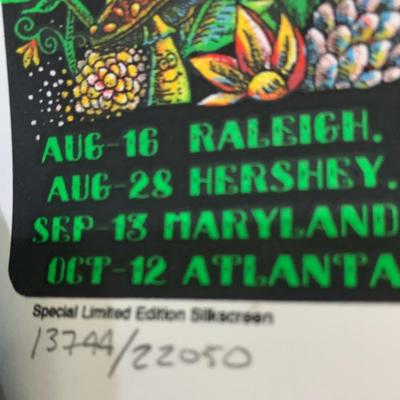 AUG-16 RALEIGH.
AUG-28 HERSHEY.
SEP-13 MARYLAND
OCT-12 ATLANTA
Special Limited Edition Silkscreen
13744/22050